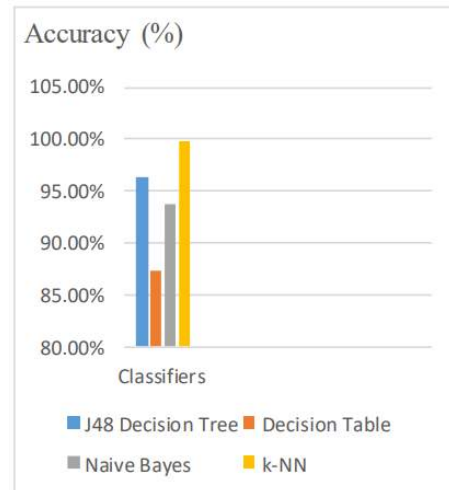 Accuracy (%)
105.00%
100.00%
95.00%
90.00%
85.00%
80.00%
Classifiers
J48 Decision Tree Decision Table
Naive Bayes k-NN